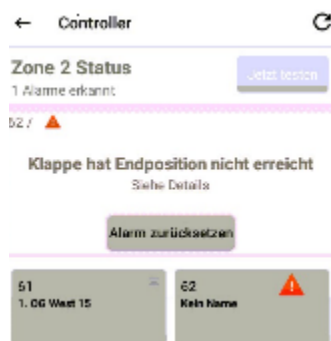 Controller
Zone 2 Status
Jetzt testen
1 Alarme erkannt
62 /
Klappe hat Endposition nicht erreicht
Siehe Details
Alarm zurücksetzen
61
1. OG West 15
62
Kein Name